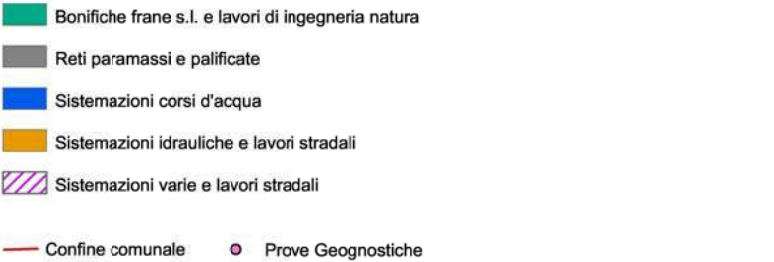 Bonifiche frane s.l. e lavori di ingegneria natura
Reti paramassi e palificate
Sistemazioni corsi d'acqua
Sistemazioni idrauliche e lavori stradali
Sistemazioni varie e lavori stradali
Confine comunale Prove Geognostiche